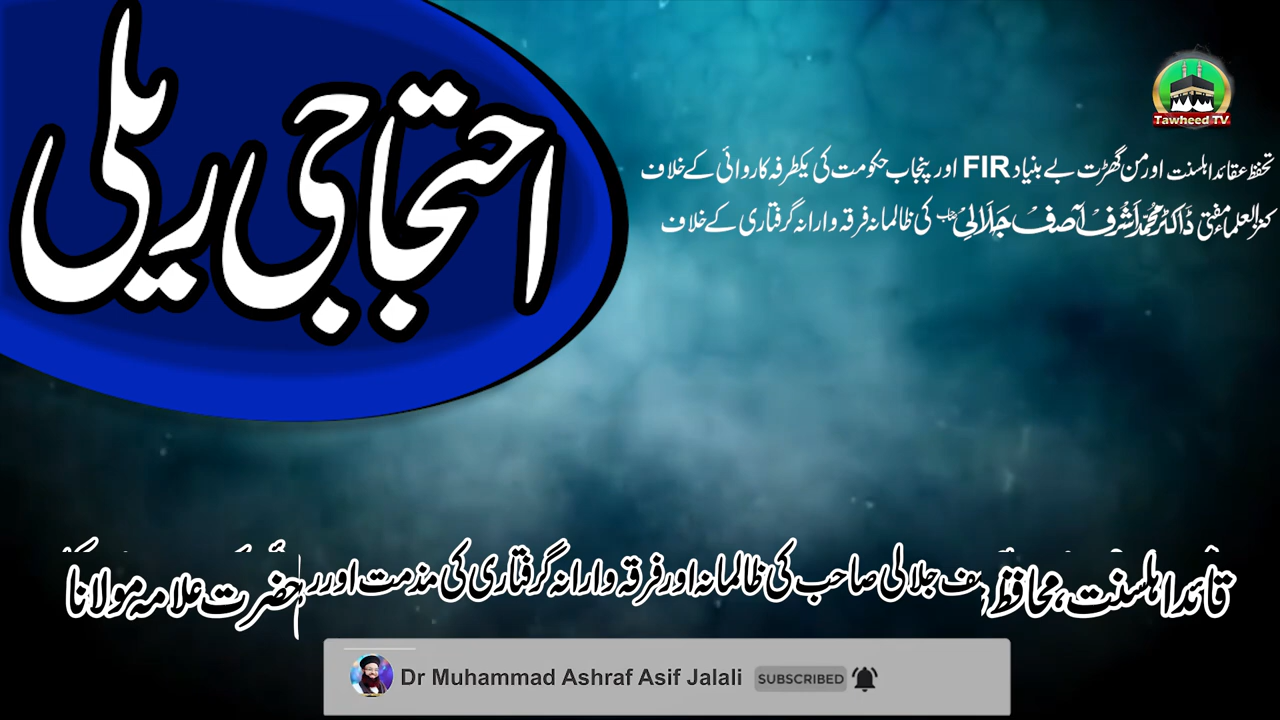 احتجاجی ریلی
Tawheed TV
تحفظ عقائد اہلسنت اور من گھڑت بے بنیاد FIR اور پنجاب حکومت کی یکطرفہ کاروائی کے خلاف
کنز العلماء مفتی ڈاکٹر محمد اشرف آصف جلالی کی ظالمانہ فرقہ وارانہ گرفتاری کے خلاف
قائد اہلسنت، محافظ صف جلالی صاحب کی ظالمانہ اور فرقہ وارانہ گرفتاری کی مذمت اور ر حضرت علامہ مولانا
Dr Muhammad Ashraf Asif Jalali SUBSCRIBED